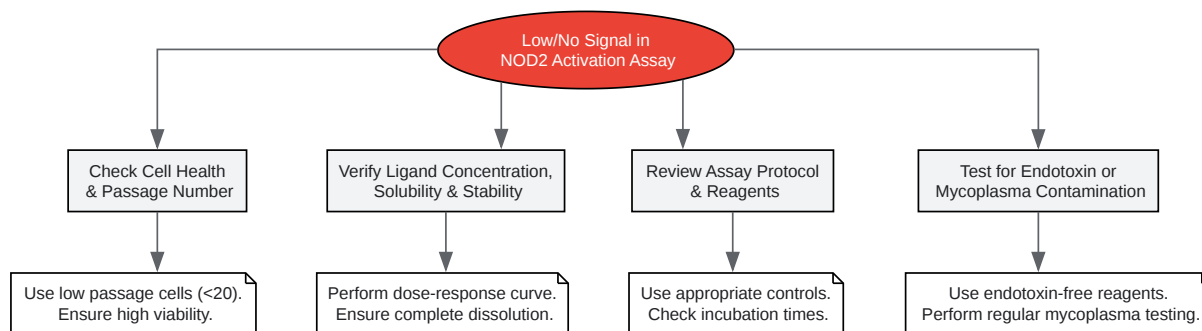 Low/No Signal in
NOD2 Activation Assay
Check Cell Health
& Passage Number
Verify Ligand Concentration,
Solubility & Stability
Review Assay Protocol
& Reagents
Test for Endotoxin or
Mycoplasma Contamination
Use low passage cells (<20).
Ensure high viability.
Perform dose-response curve.
Ensure complete dissolution.
Use appropriate controls.
Check incubation times.
Use endotoxin-free reagents.
Perform regular mycoplasma testing.